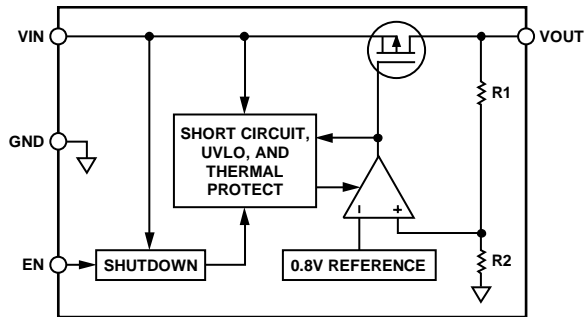 VIN
VOUT
R1
GND
SHORT CIRCUIT,
UVLO, AND
THERMAL
PROTECT
EN
SHUTDOWN
0.8V REFERENCE
R2